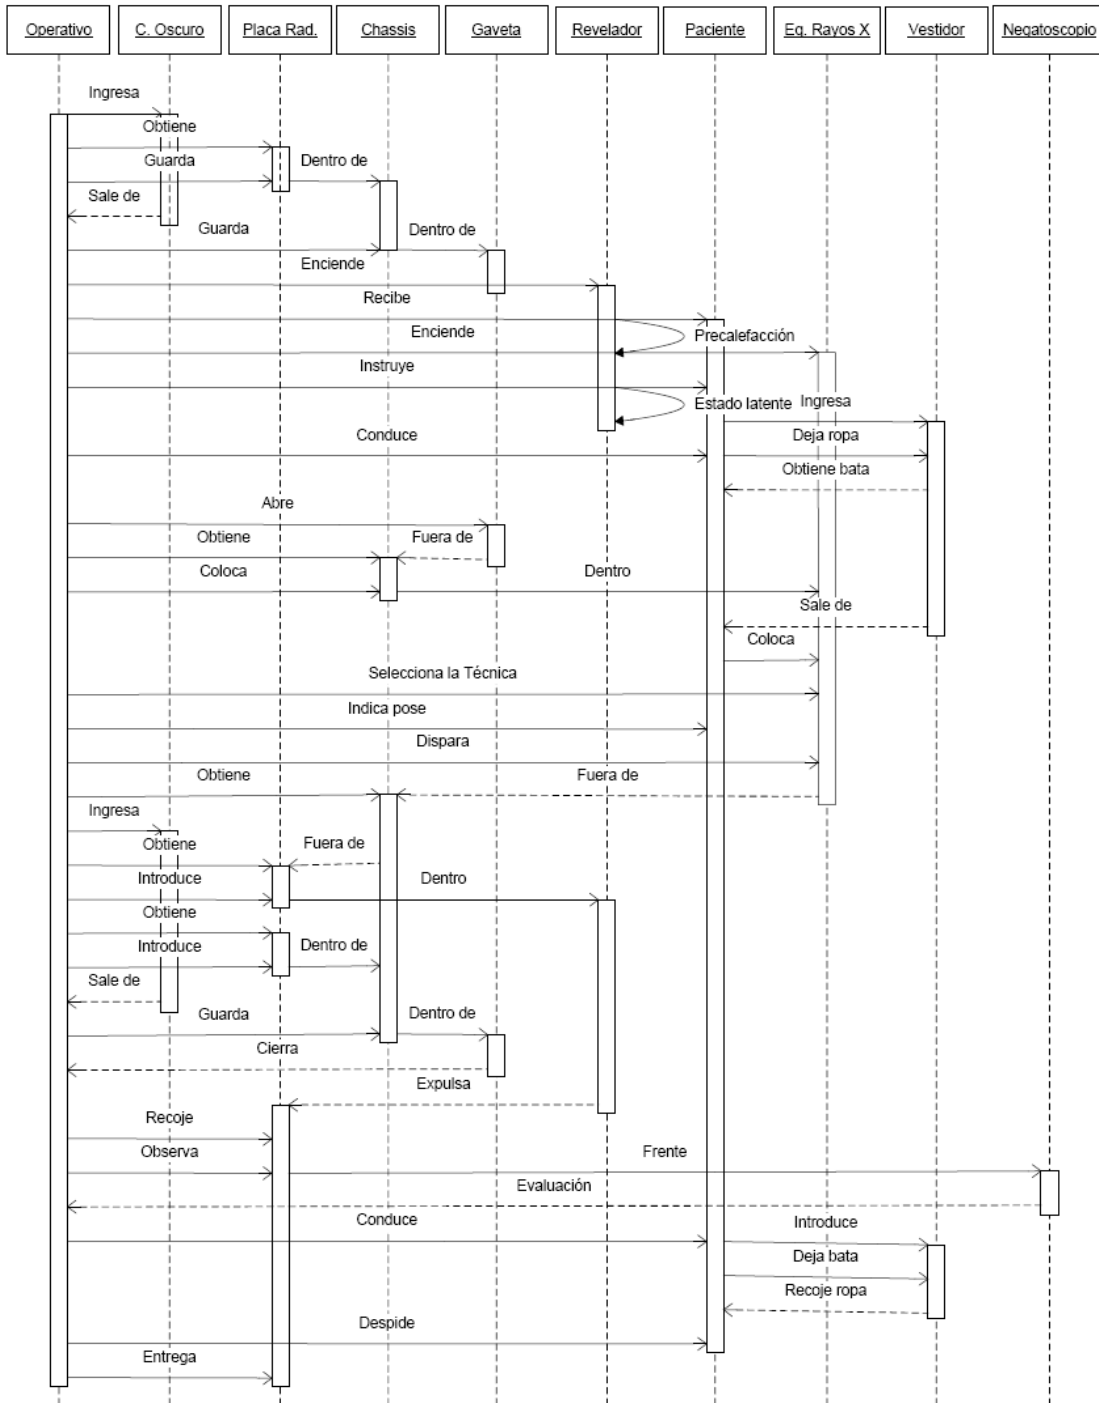 Operativo
C. Oscuro
Placa Rad.
Chassis
Gaveta
Revelador
Paciente
Eq. Rayos X
Vestidor
Negatoscopio
Ingresa
Obtiene
Guarda
Dentro de
Sale de
Guarda
Dentro de
Enciende
Recibe
Enciende
Precalefacción
Instruye
Estado latente
Ingresa
Conduce
Deja ropa
Obtiene bata
Abre
Obtiene
Fuera de
Coloca
Dentro
Sale de
Coloca
Selecciona la Técnica
Indica pose
Dispara
Obtiene
Fuera de
Ingresa
Obtiene
Fuera de
Introduce
Dentro
Obtiene
Introduce
Dentro de
Sale de
Guarda
Dentro de
Cierra
Expulsa
Recoje
Observa
Frente
Evaluación
Conduce
Introduce
Deja bata
Recoje ropa
Despide
Entrega